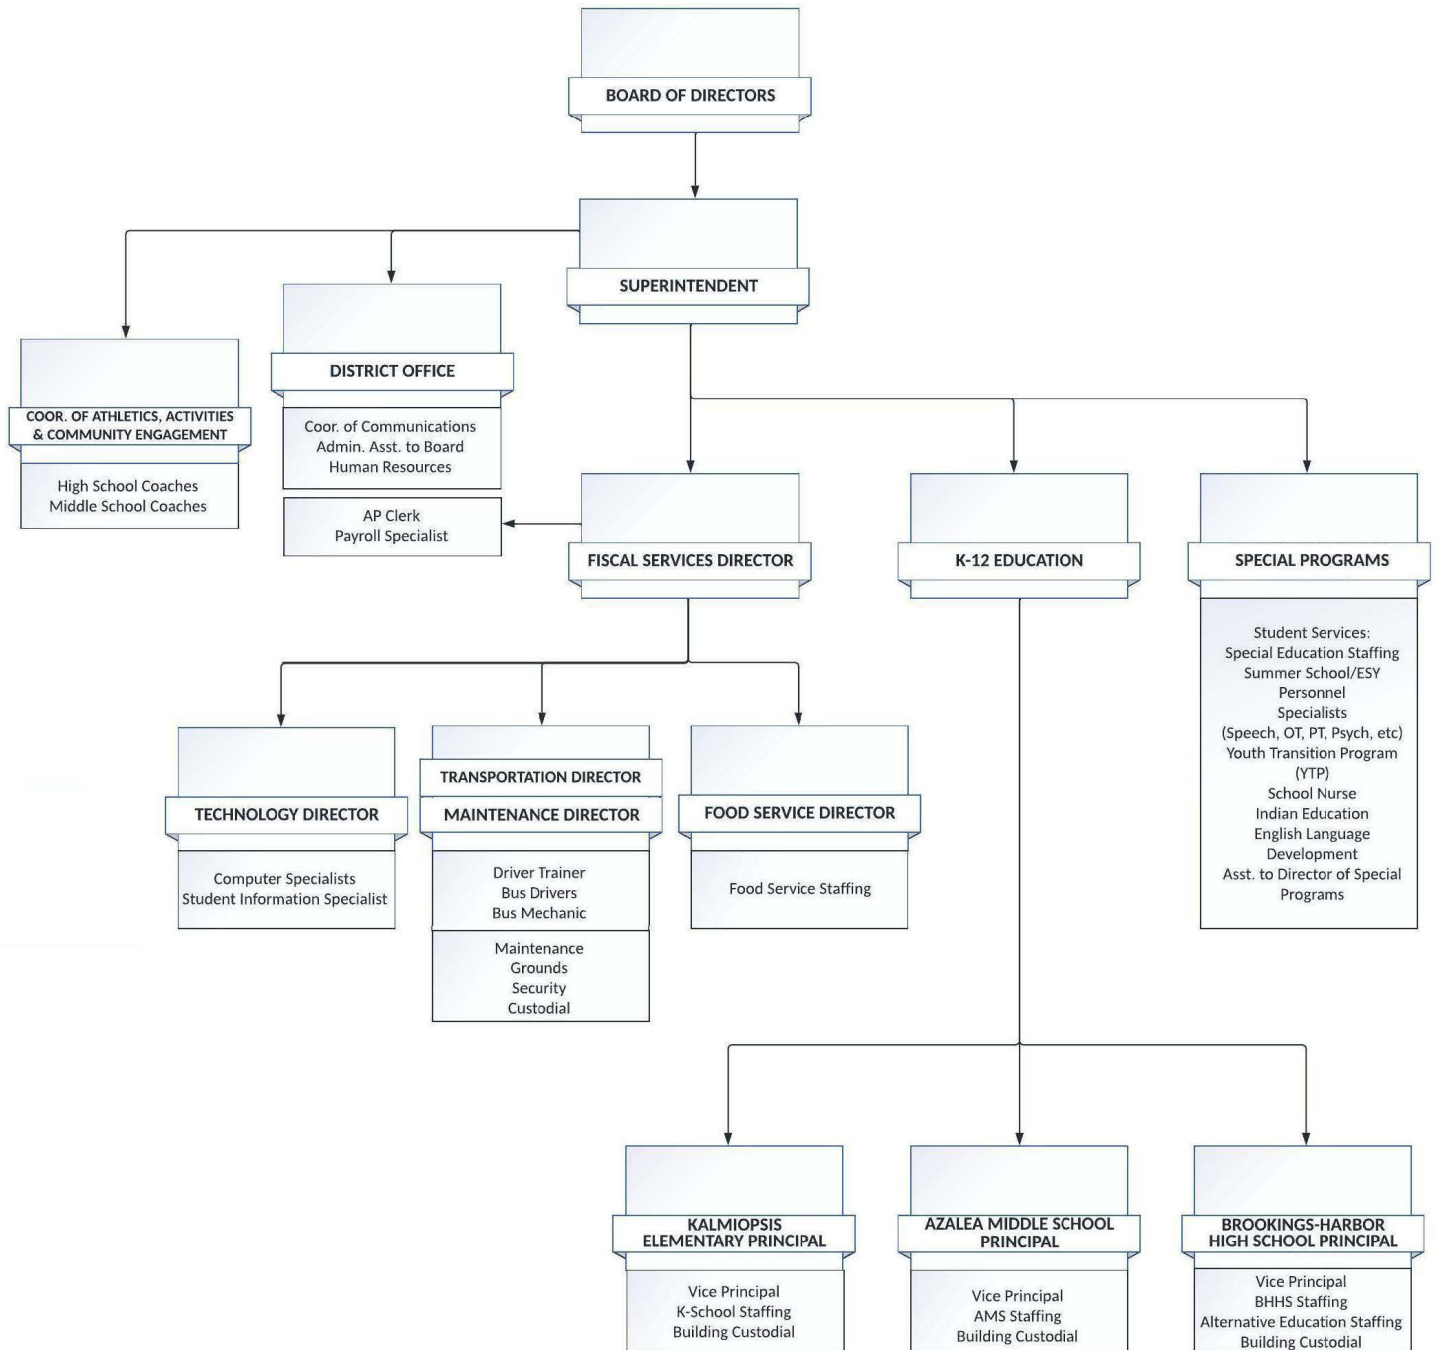 BOARD OF DIRECTORS
SUPERINTENDENT
DISTRICT OFFICE
Coor. of Communications
Admin. Asst. to Board
Human Resources
COOR. OF ATHLETICS, ACTIVITIES
& COMMUNITY ENGAGEMENT
High School Coaches
Middle School Coaches
AP Clerk
Payroll Specialist
FISCAL SERVICES DIRECTOR
K-12 EDUCATION
SPECIAL PROGRAMS
Student Services:
Special Education Staffing
Summer School/ESY
Personnel
Specialists
(Speech, OT, PT, Psych, etc)
Youth Transition Program
(YTP)
School Nurse
Indian Education
English Language
Development
Asst. to Director of Special
Programs
TECHNOLOGY DIRECTOR
Computer Specialists
Student Information Specialist
TRANSPORTATION DIRECTOR
MAINTENANCE DIRECTOR
Driver Trainer
Bus Drivers
Bus Mechanic
Maintenance
Grounds
Security
Custodial
FOOD SERVICE DIRECTOR
Food Service Staffing
KALMIOPSIS
ELEMENTARY PRINCIPAL
Vice Principal
K-School Staffing
Building Custodial
AZALEA MIDDLE SCHOOL
PRINCIPAL
Vice Principal
AMS Staffing
Building Custodial
BROOKINGS-HARBOR
HIGH SCHOOL PRINCIPAL
Vice Principal
BHHS Staffing
Alternative Education Staffing
Building Custodial